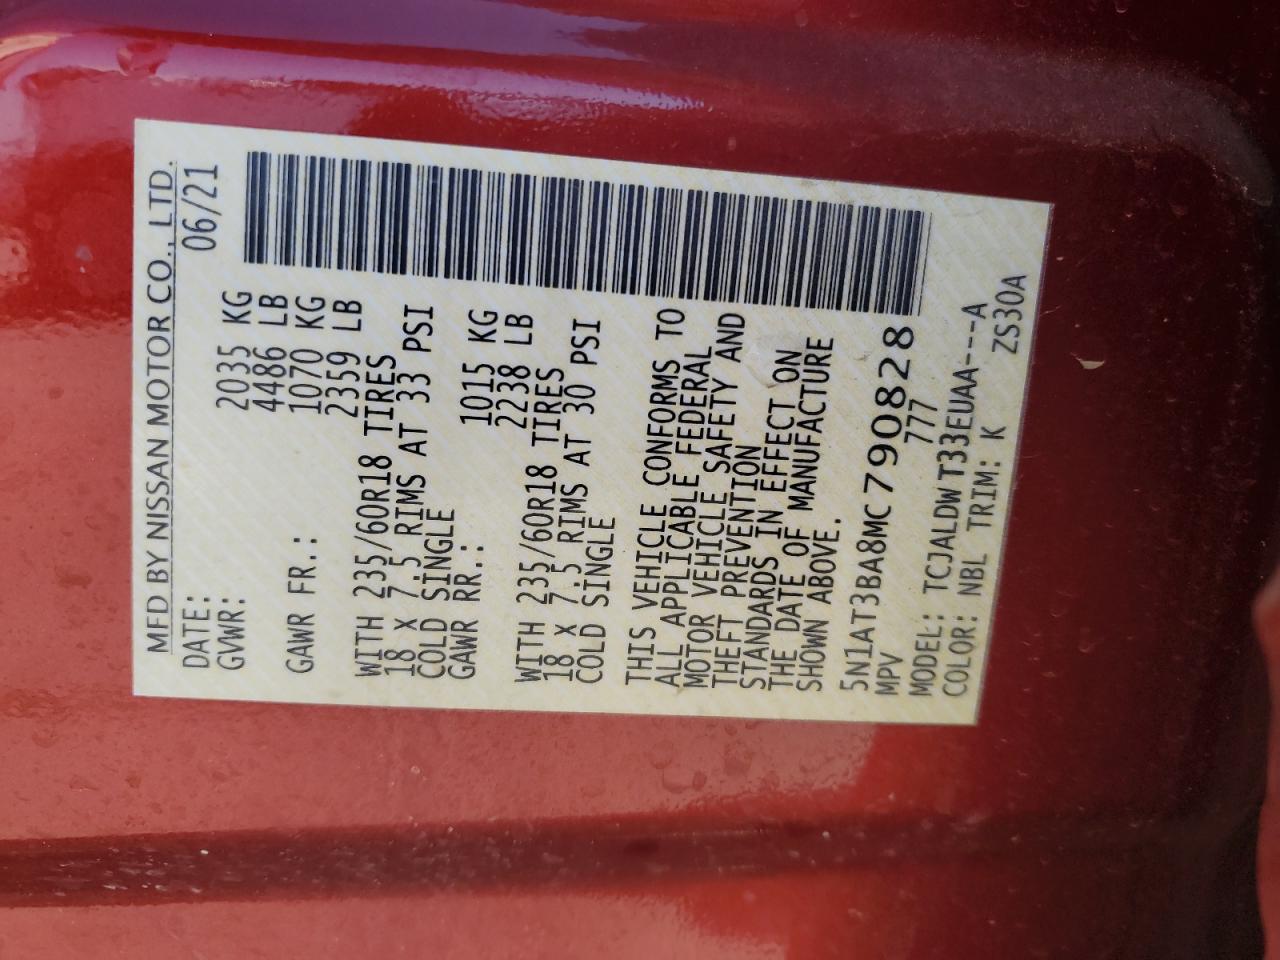 MFD BY NISSAN MOTOR CO., LTD.
DATE: 06/21
GVWR: 2035 KG
4486 LB
GAWR FR.: 1070 KG
2359 LB
WITH 235/60R18 TIRES
18 X 7.5 RIMS AT 33 PSI
COLD SINGLE
GAWR RR.: 1015 KG
2238 LB
WITH 235/60R18 TIRES
18 X 7.5 RIMS AT 30 PSI
COLD SINGLE
THIS VEHICLE CONFORMS TO
ALL APPLICABLE FEDERAL
MOTOR VEHICLE SAFETY AND
THEFT PREVENTION
STANDARDS IN EFFECT ON
THE DATE OF MANUFACTURE
SHOWN ABOVE.
5N1AT3BA8MC790828
MPV 777
MODEL: TCJALDWT33EUAA---A
COLOR: NBL TRIM: K ZS30A